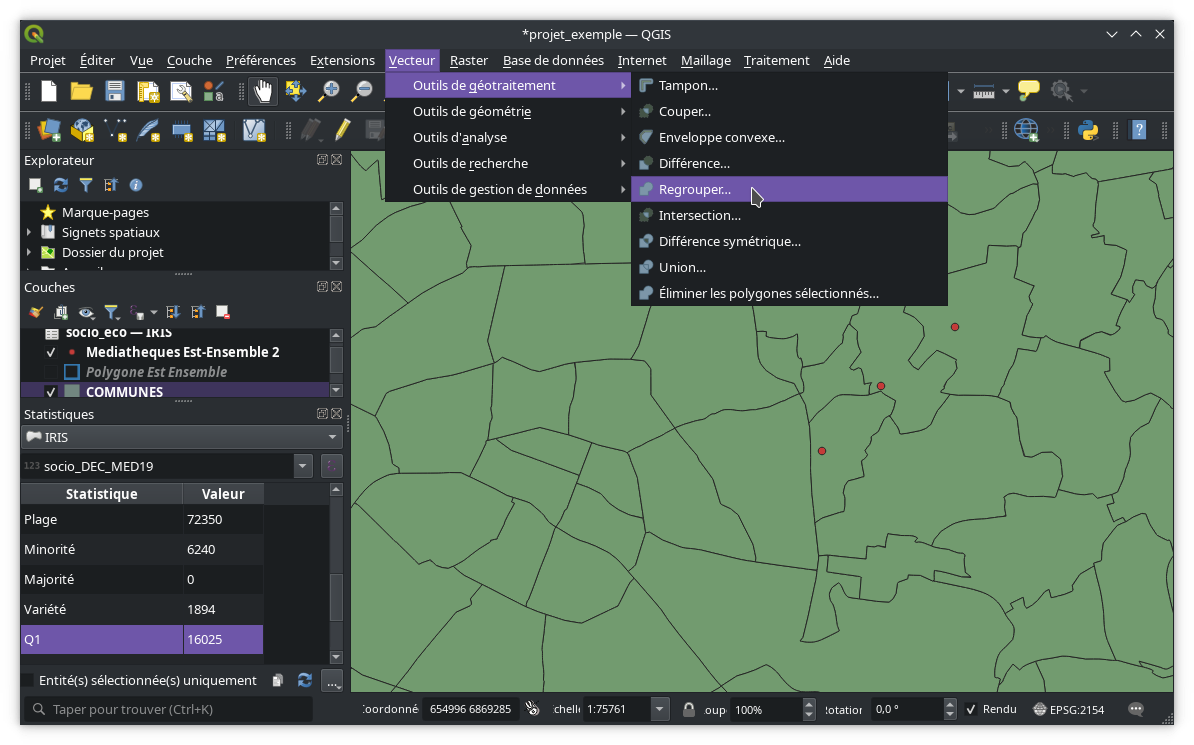 *projet_exemple — QGIS
Projet Éditer Vue Couche Préférences Extensions Vecteur Raster Base de données Internet Maillage Traitement Aide
Outils de géotraitement
Outils de géométrie
Outils d'analyse
Outils de recherche
Outils de gestion de données
Tampon...
Couper...
Enveloppe convexe...
Différence...
Regrouper...
Intersection...
Différence symétrique...
Union...
Éliminer les polygones sélectionnés...
Explorateur
Marque-pages
Signets spatiaux
Dossier du projet
Couches
socio_eco — IRIS
Mediatheques Est-Ensemble 2
Polygone Est Ensemble
COMMUNES
Statistiques
IRIS
123 socio_DEC_MED19
Statistique Valeur
Plage 72350
Minorité 6240
Majorité 0
Variété 1894
Q1 16025
Entité(s) sélectionnée(s) uniquement
...
Taper pour trouver (Ctrl+K) oordonné 654996 6869285 chell 1:75761 oup 100% otation 0,0 ° Rendu EPSG:2154